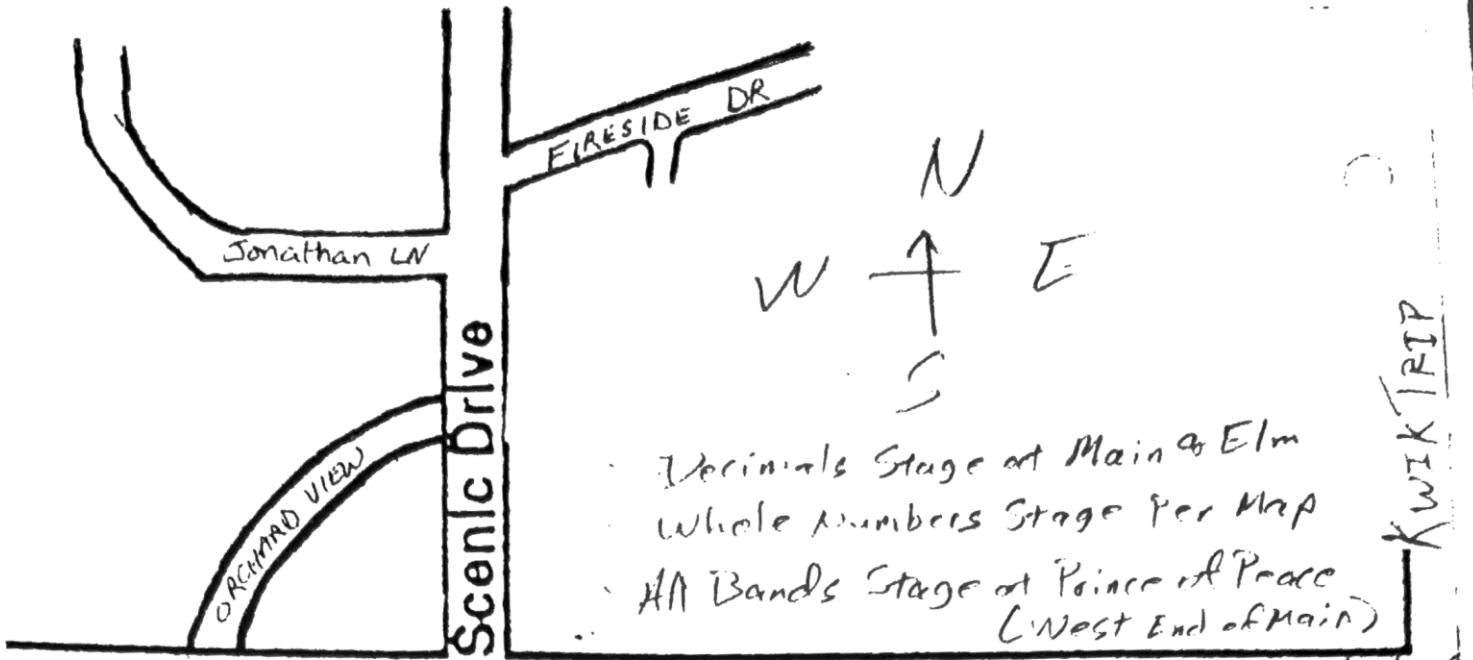 FIRESIDE DR
N
Jonathan LN
W
E
S
KWIK TRIP
Scenic Drive
ORCHARD VIEW
Decimals Stage at Main & Elm
Whole Numbers Stage Per Map
All Bands Stage at Prince of Peace
(West End of Main)